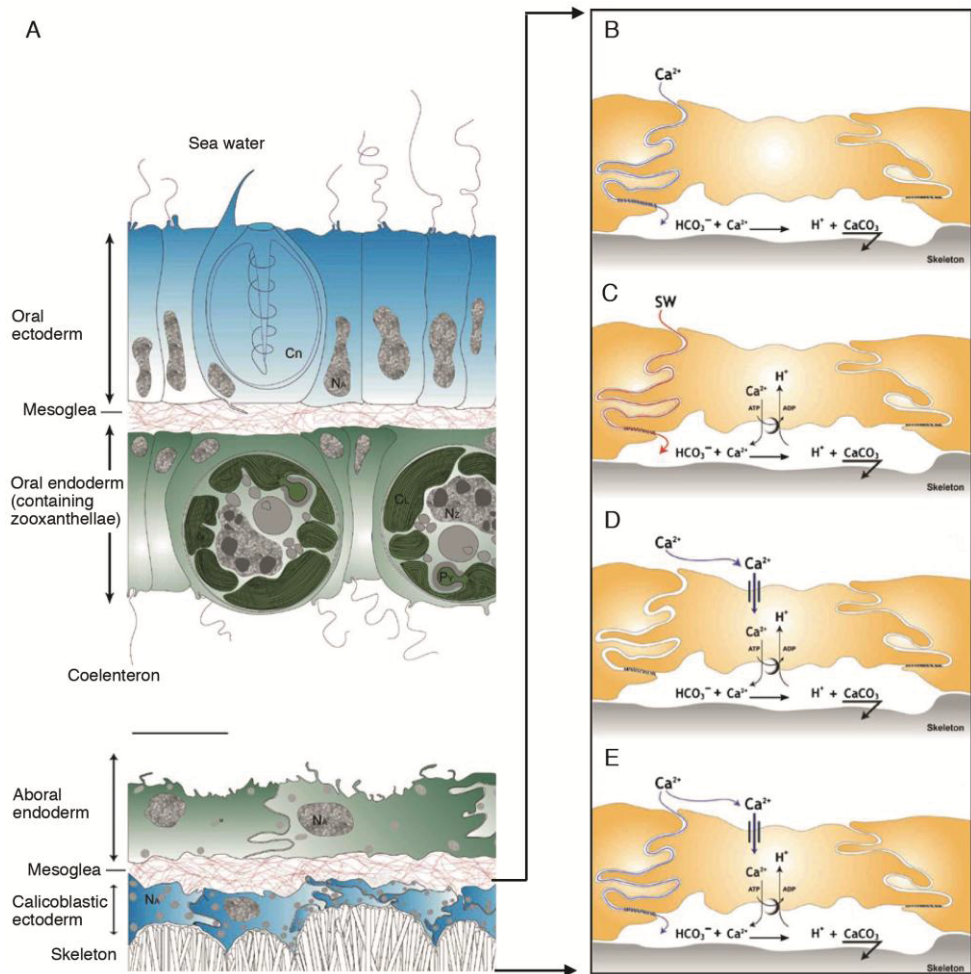 A
Sea water
Oral
ectoderm
Cn
NA
Mesoglea
Oral endoderm
(containing
zooxanthellae)
CL
NZ
PY
Coelenteron
Aboral
endoderm
NA
Mesoglea
Calicoblastic
ectoderm
NA
Skeleton
B
Ca²⁺
HCO₃⁻ + Ca²⁺ → H⁺ + CaCO₃
Skeleton
C
SW
H⁺
Ca²⁺
ATP ADP
HCO₃⁻ + Ca²⁺ → H⁺ + CaCO₃
Skeleton
D
Ca²⁺
Ca²⁺
H⁺
Ca²⁺
ATP ADP
HCO₃⁻ + Ca²⁺ → H⁺ + CaCO₃
Skeleton
E
Ca²⁺
Ca²⁺
H⁺
Ca²⁺
ATP ADP
HCO₃⁻ + Ca²⁺ → H⁺ + CaCO₃
Skeleton